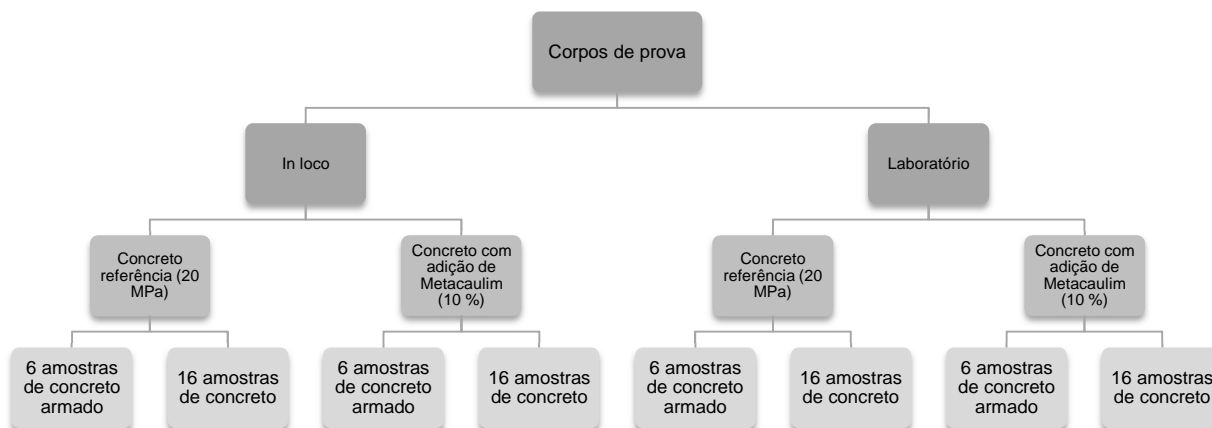 Corpos de prova
In loco
Laboratório
Concreto
referência (20
MPa)
Concreto com
adição de
Metacaulim
(10 %)
Concreto
referência (20
MPa)
Concreto com
adição de
Metacaulim
(10 %)
6 amostras
de concreto
armado
16 amostras
de concreto
6 amostras
de concreto
armado
16 amostras
de concreto
6 amostras
de concreto
armado
16 amostras
de concreto
6 amostras
de concreto
armado
16 amostras
de concreto